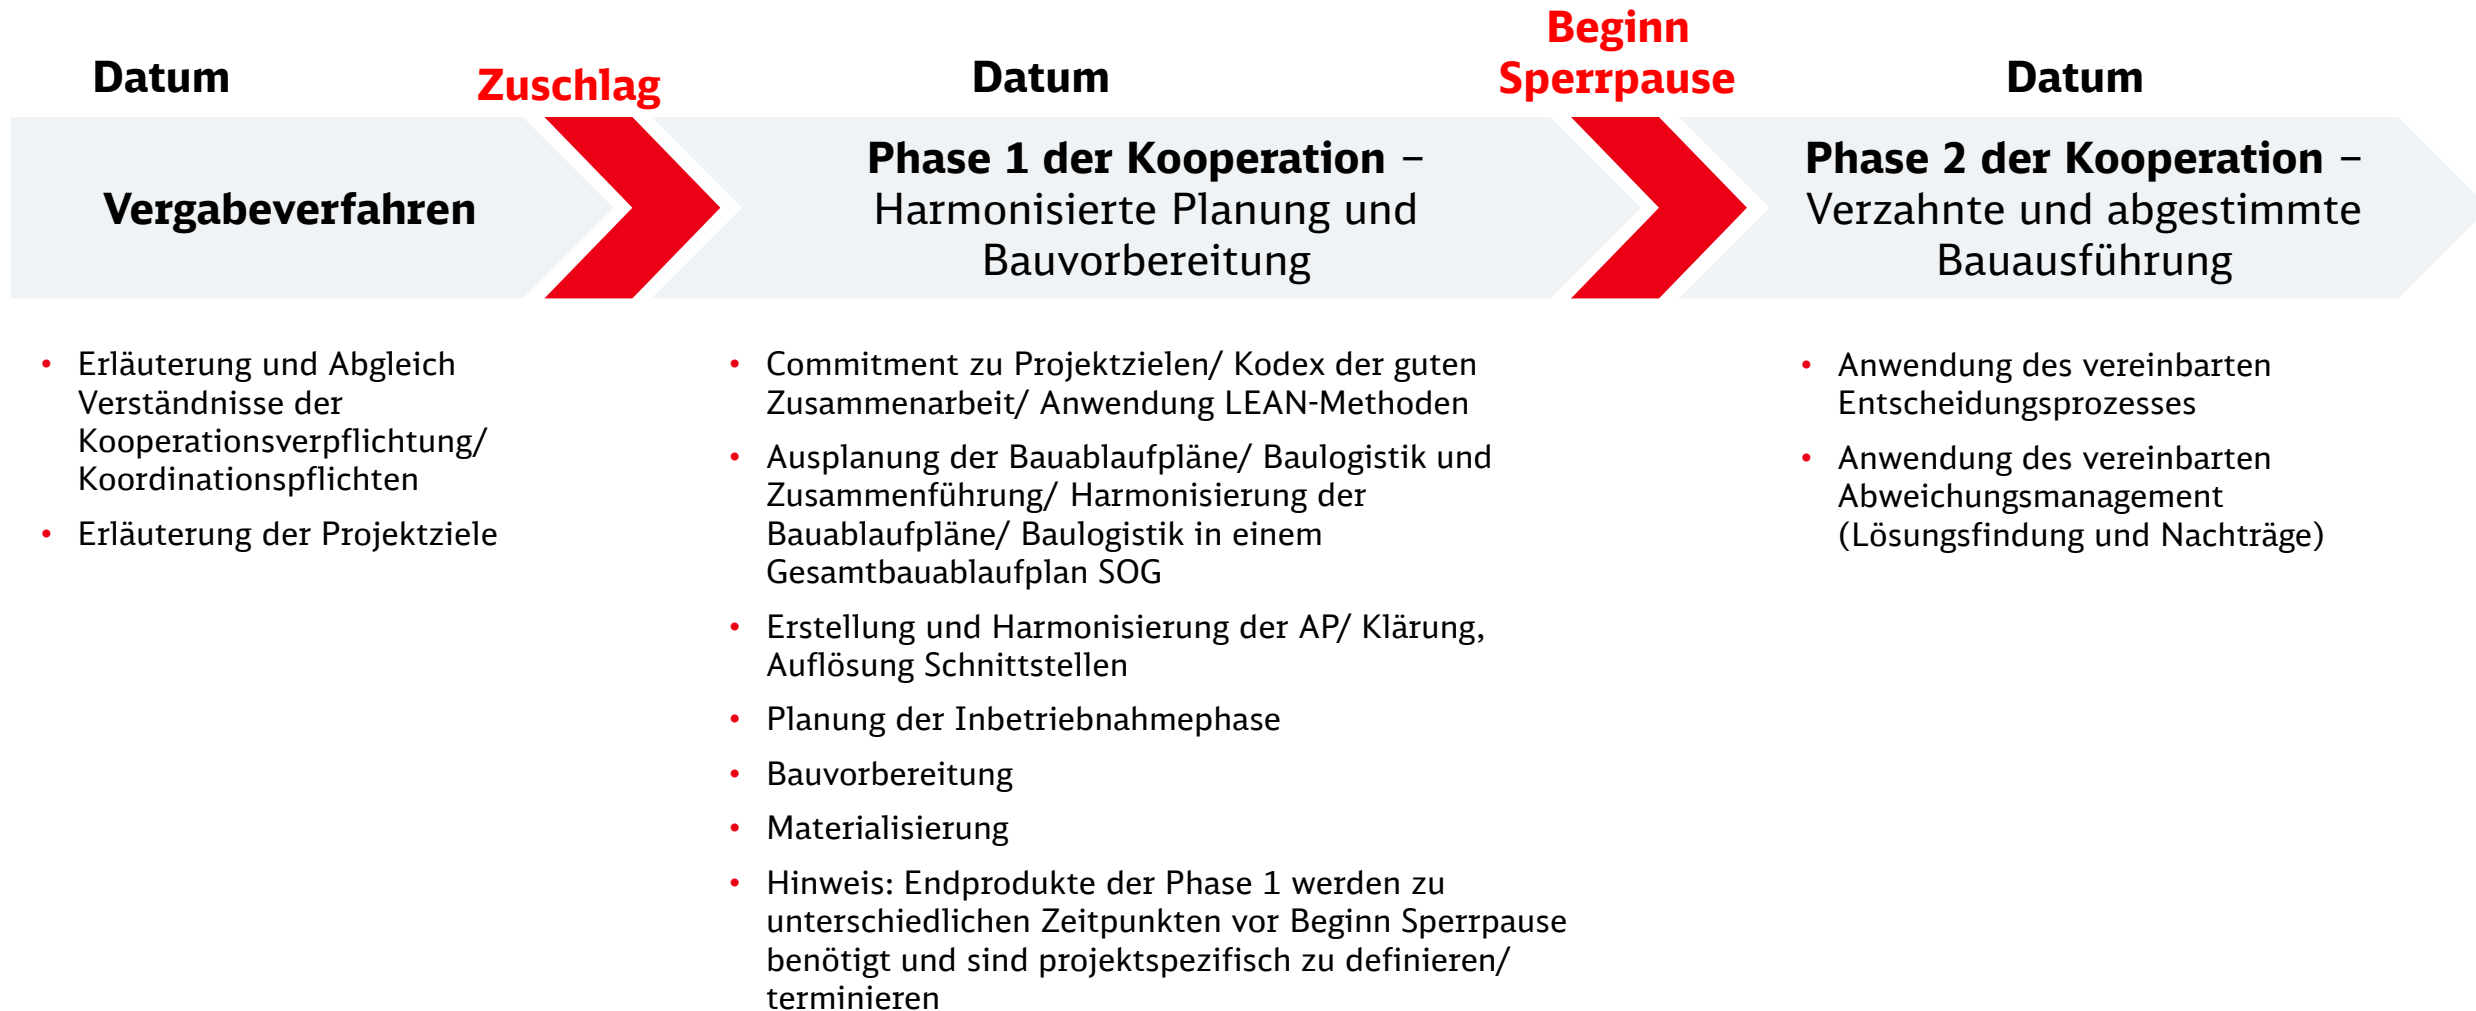 Datum
Zuschlag
Datum
Beginn
Sperrpause
Datum
Vergabeverfahren
Phase 1 der Kooperation –
Harmonisierte Planung und
Bauvorbereitung
Phase 2 der Kooperation –
Verzahnte und abgestimmte
Bauausführung
• Erläuterung und Abgleich
Verständnisse der
Kooperationsverpflichtung/
Koordinationspflichten
• Erläuterung der Projektziele
• Commitment zu Projektzielen/ Kodex der guten
Zusammenarbeit/ Anwendung LEAN-Methoden
• Ausplanung der Bauablaufpläne/ Baulogistik und
Zusammenführung/ Harmonisierung der
Bauablaufpläne/ Baulogistik in einem
Gesamtbauablaufplan SOG
• Erstellung und Harmonisierung der AP/ Klärung,
Auflösung Schnittstellen
• Planung der Inbetriebnahmephase
• Bauvorbereitung
• Materialisierung
• Hinweis: Endprodukte der Phase 1 werden zu
unterschiedlichen Zeitpunkten vor Beginn Sperrpause
benötigt und sind projektspezifisch zu definieren/
terminieren
• Anwendung des vereinbarten
Entscheidungsprozesses
• Anwendung des vereinbarten
Abweichungsmanagement
(Lösungsfindung und Nachträge)